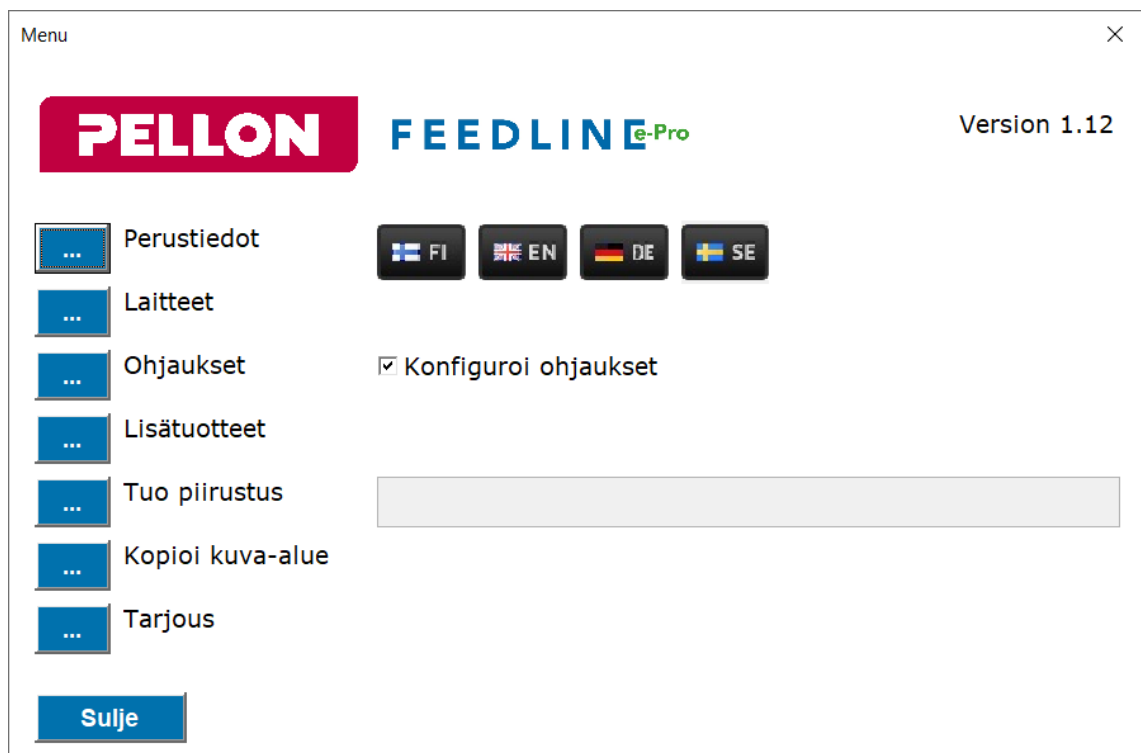 Menu
PELLON FEEDLINE e-Pro Version 1.12
... Perustiedot FI EN DE SE
... Laitteet
... Ohjaukset Konfiguroi ohjaukset
... Lisätuotteet
... Tuo piirustus
... Kopioi kuva-alue
... Tarjous
Sulje